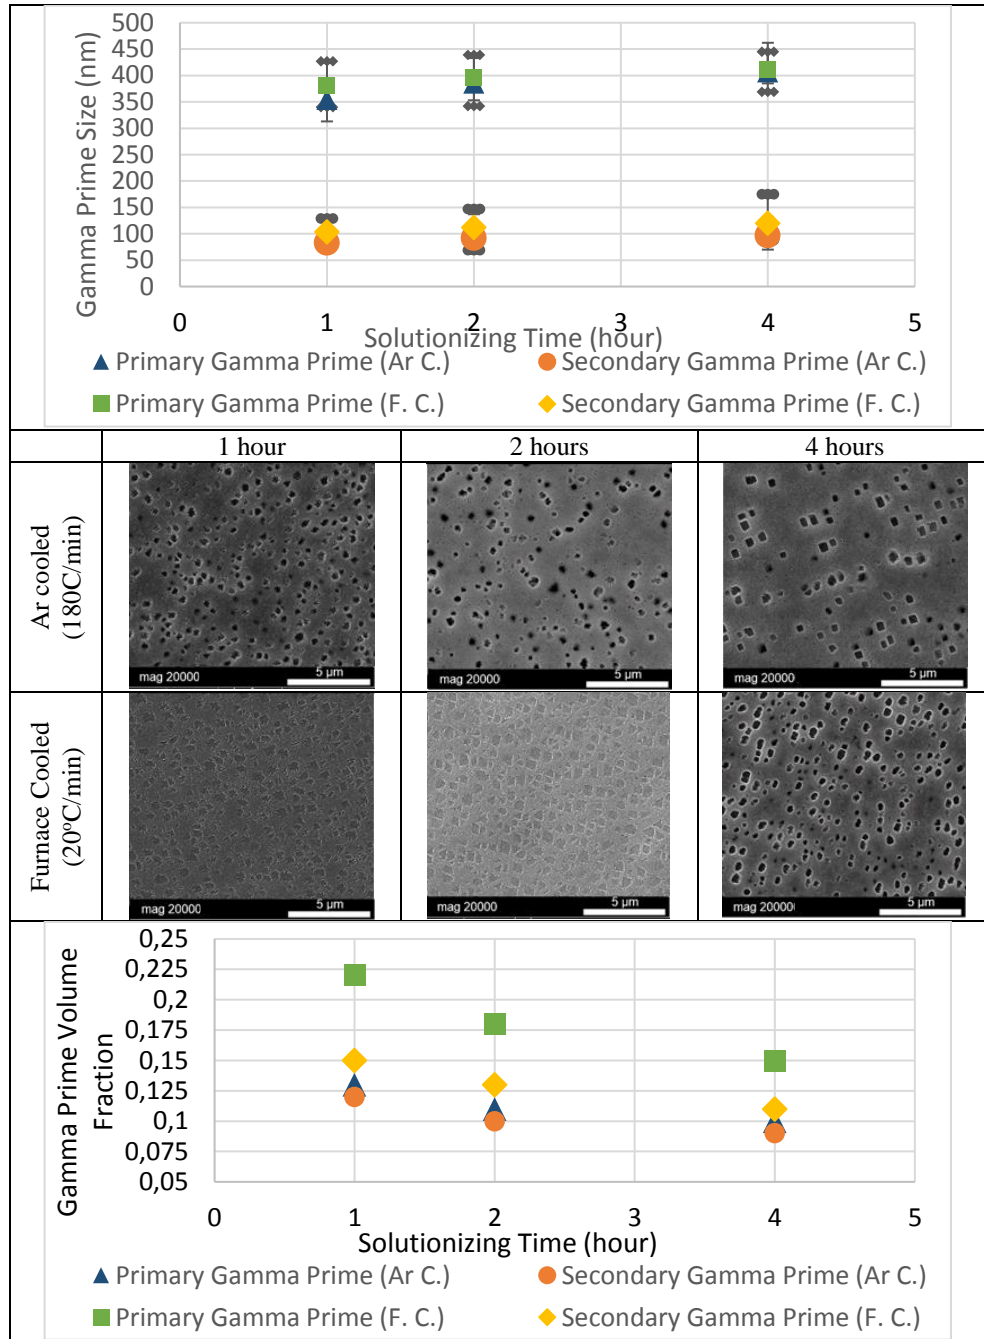 Gamma Prime Size (nm)
500
450
400
350
300
250
200
150
100
50
0
0 1 2 3 4 5
Solutionizing Time (hour)
Primary Gamma Prime (Ar C.) Secondary Gamma Prime (Ar C.)
Primary Gamma Prime (F. C.) Secondary Gamma Prime (F. C.)
1 hour 2 hours 4 hours
Ar cooled
(180C/min)
mag 20000 5 µm mag 20000 5 µm mag 20000 5 µm
Furnace Cooled
(20°C/min)
mag 20000 5 µm mag 20000 5 µm mag 20000 5 µm
Gamma Prime Volume
Fraction
0,25
0,225
0,2
0,175
0,15
0,125
0,1
0,075
0,05
0 1 2 3 4 5
Solutionizing Time (hour)
Primary Gamma Prime (Ar C.) Secondary Gamma Prime (Ar C.)
Primary Gamma Prime (F. C.) Secondary Gamma Prime (F. C.)